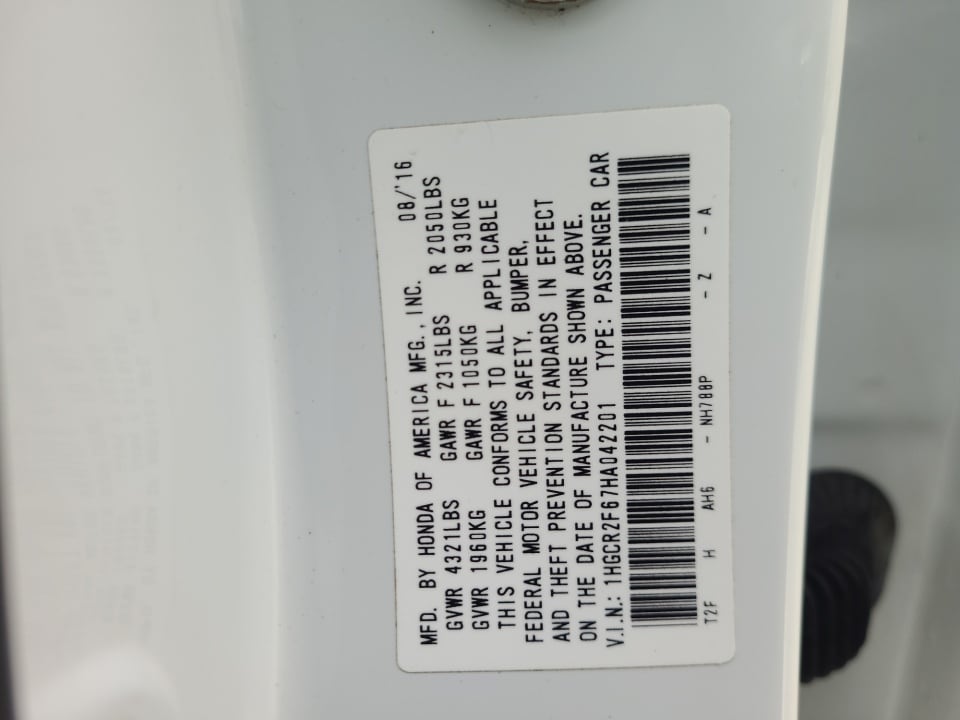 MFD. BY HONDA OF AMERICA MFG., INC. 08/'16
GVWR 4321LBS GAWR F 2315LBS R 2050LBS
GVWR 1960KG GAWR F 1050KG R 930KG
THIS VEHICLE CONFORMS TO ALL APPLICABLE
FEDERAL MOTOR VEHICLE SAFETY, BUMPER,
AND THEFT PREVENTION STANDARDS IN EFFECT
ON THE DATE OF MANUFACTURE SHOWN ABOVE.
V.I.N.: 1HGCR2F67HA042201 TYPE: PASSENGER CAR
T2F H AH6 - NH788P - Z - A